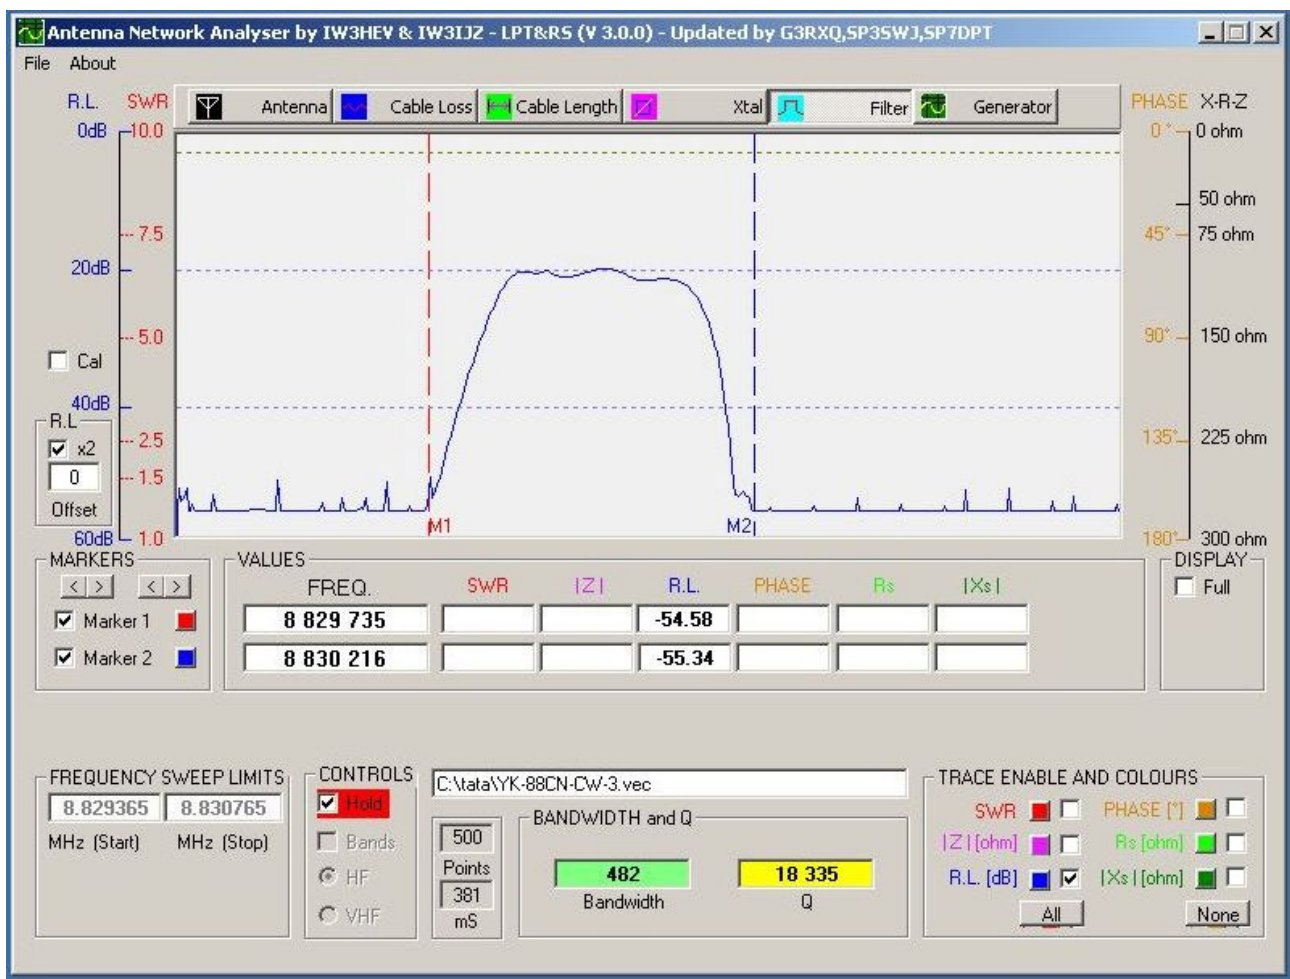 Antenna Network Analyser by IW3HEV & IW3IJZ - LPT&RS (V 3.0.0) - Updated by G3RXQ,SP3SWJ,SP7DPT
File About
R.L. SWR Antenna Cable Loss Cable Length Xtal Filter Generator PHASE X-R-Z
0dB 10.0 0° 0 ohm
50 ohm
7.5 45° 75 ohm
20dB
5.0 90° 150 ohm
Cal
40dB
R.L
x2 2.5 135° 225 ohm
0 1.5
Offset
M1 M2
60dB 1.0 180° 300 ohm
MARKERS VALUES DISPLAY
< > < > FREQ. SWR |Z| R.L. PHASE Rs |Xs| Full
Marker 1 8 829 735 -54.58
Marker 2 8 830 216 -55.34
FREQUENCY SWEEP LIMITS CONTROLS C:\tata\YK-88CN-CW-3.vec TRACE ENABLE AND COLOURS
8.829365 8.830765 Hold SWR PHASE [°]
MHz (Start) MHz (Stop) Bands 500 BANDWIDTH and Q |Z| [ohm] Rs [ohm]
HF Points 482 18 335 R.L. [dB] |Xs| [ohm]
381 Bandwidth Q
VHF mS All None